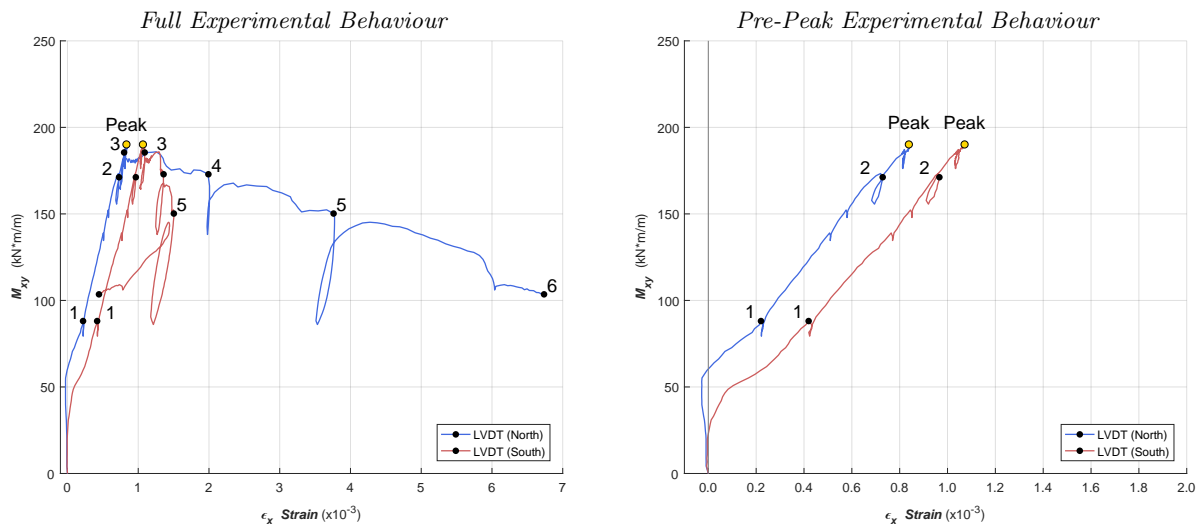 Full Experimental Behaviour
250
200
150
100
50
0
M_xy (kN*m/m)
Peak
3
3
2
4
5
5
1
1
6
LVDT (North)
LVDT (South)
0 1 2 3 4 5 6 7
ϵ_x Strain (x10⁻³)
Pre-Peak Experimental Behaviour
250
200
150
100
50
0
M_xy (kN*m/m)
Peak Peak
2 2
1 1
LVDT (North)
LVDT (South)
0.0 0.2 0.4 0.6 0.8 1.0 1.2 1.4 1.6 1.8 2.0
ϵ_x Strain (x10⁻³)